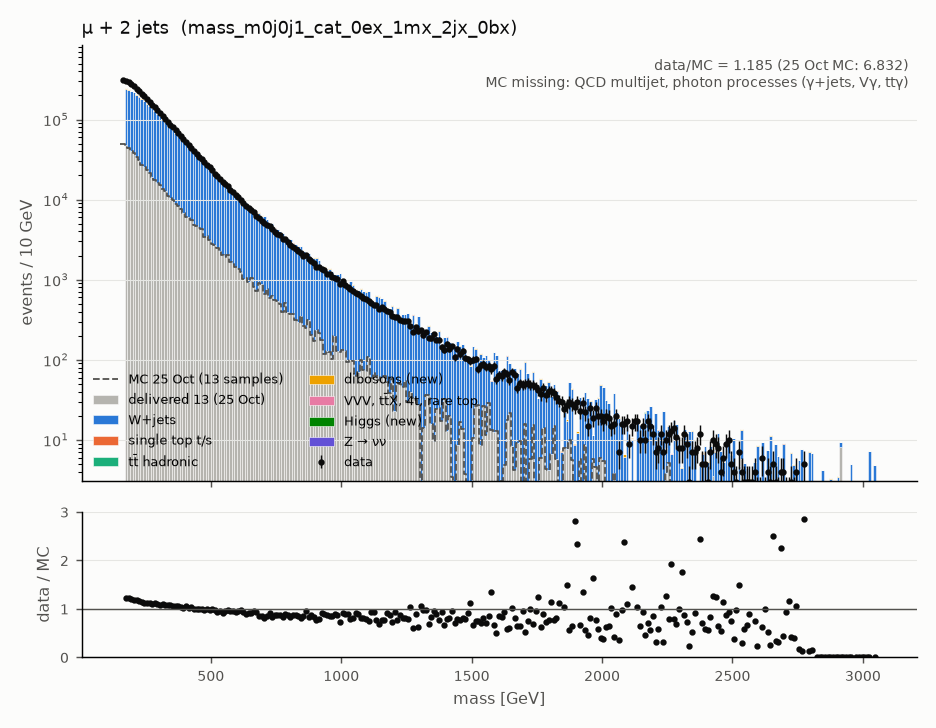 μ + 2 jets (mass_m0j0j1_cat_0ex_1mx_2jx_0bx)
data/MC = 1.185 (25 Oct MC: 6.832)
MC missing: QCD multijet, photon processes (γ+jets, Vγ, ttγ)
events / 10 GeV
10⁵
10⁴
10³
10²
10¹
MC 25 Oct (13 samples)
delivered 13 (25 Oct)
W+jets
single top t/s
tt̄ hadronic
dibosons (new)
VVV, ttX, 4t, rare top
Higgs (new)
Z → νν
data
data / MC
3
2
1
0
500 1000 1500 2000 2500 3000
mass [GeV]